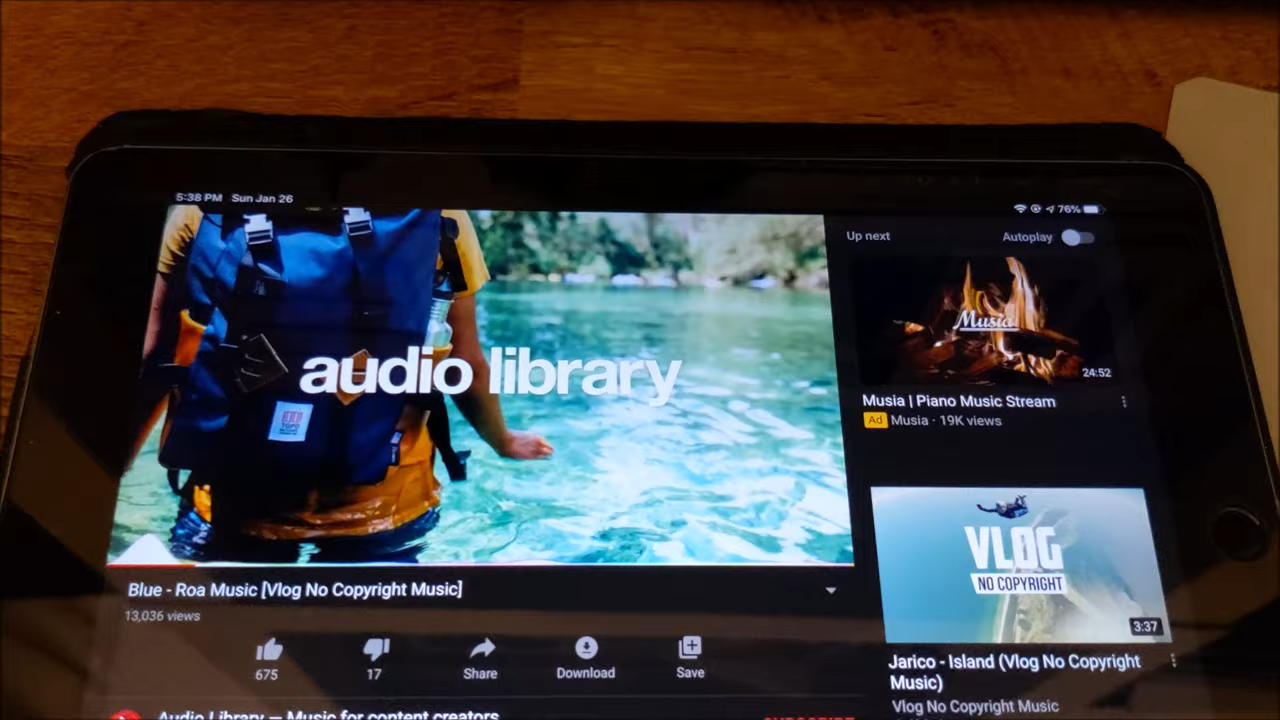 5:38 PM Sun Jan 26
76%
audio library
TOPO
Blue - Roa Music [Vlog No Copyright Music]
13,036 views
675
17
Share
Download
Save
Audio Library — Music for content creators
SUBSCRIBE
Up next
Autoplay
Musia
24:52
Musia | Piano Music Stream
Ad Musia · 19K views
VLOG
NO COPYRIGHT
3:37
Jarico - Island (Vlog No Copyright
Music)
Vlog No Copyright Music